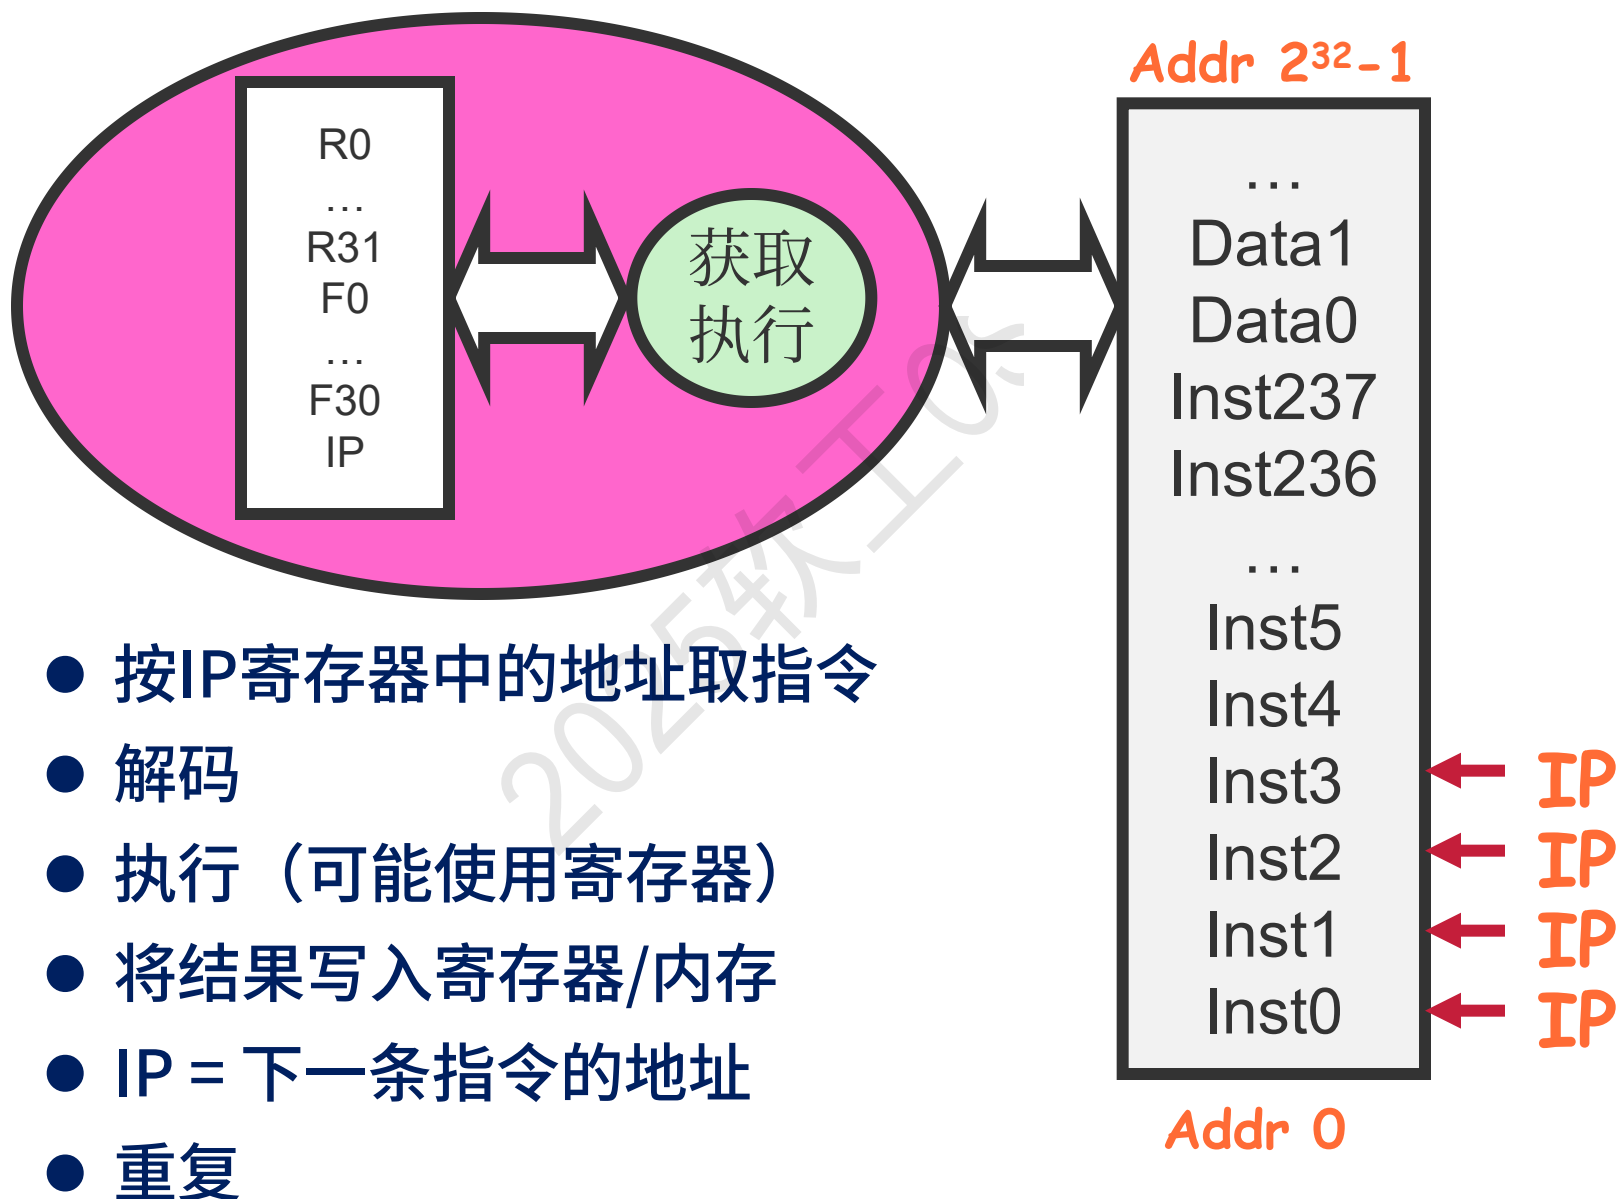 R0
…
R31
F0
…
F30
IP
获取
执行
Addr 2³²-1
…
Data1
Data0
Inst237
Inst236
…
Inst5
Inst4
Inst3
Inst2
Inst1
Inst0
IP
IP
IP
IP
Addr 0
● 按IP寄存器中的地址取指令
● 解码
● 执行（可能使用寄存器）
● 将结果写入寄存器/内存
● IP = 下一条指令的地址
● 重复
2025软工